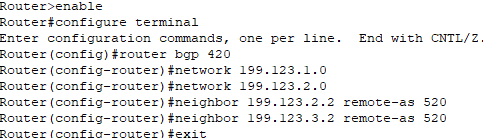 Router>enable
Router#configure terminal
Enter configuration commands, one per line.  End with CNTL/Z.
Router(config)#router bgp 420
Router(config-router)#network 199.123.1.0
Router(config-router)#network 199.123.2.0
Router(config-router)#neighbor 199.123.2.2 remote-as 520
Router(config-router)#neighbor 199.123.3.2 remote-as 520
Router(config-router)#exit